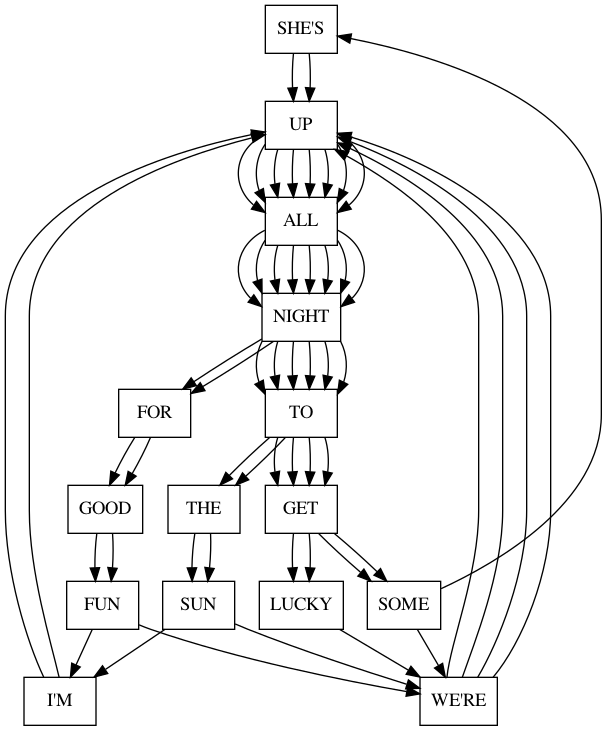 SHE'S
UP
ALL
NIGHT
FOR
TO
GOOD
THE
GET
FUN
SUN
LUCKY
SOME
I'M
WE'RE